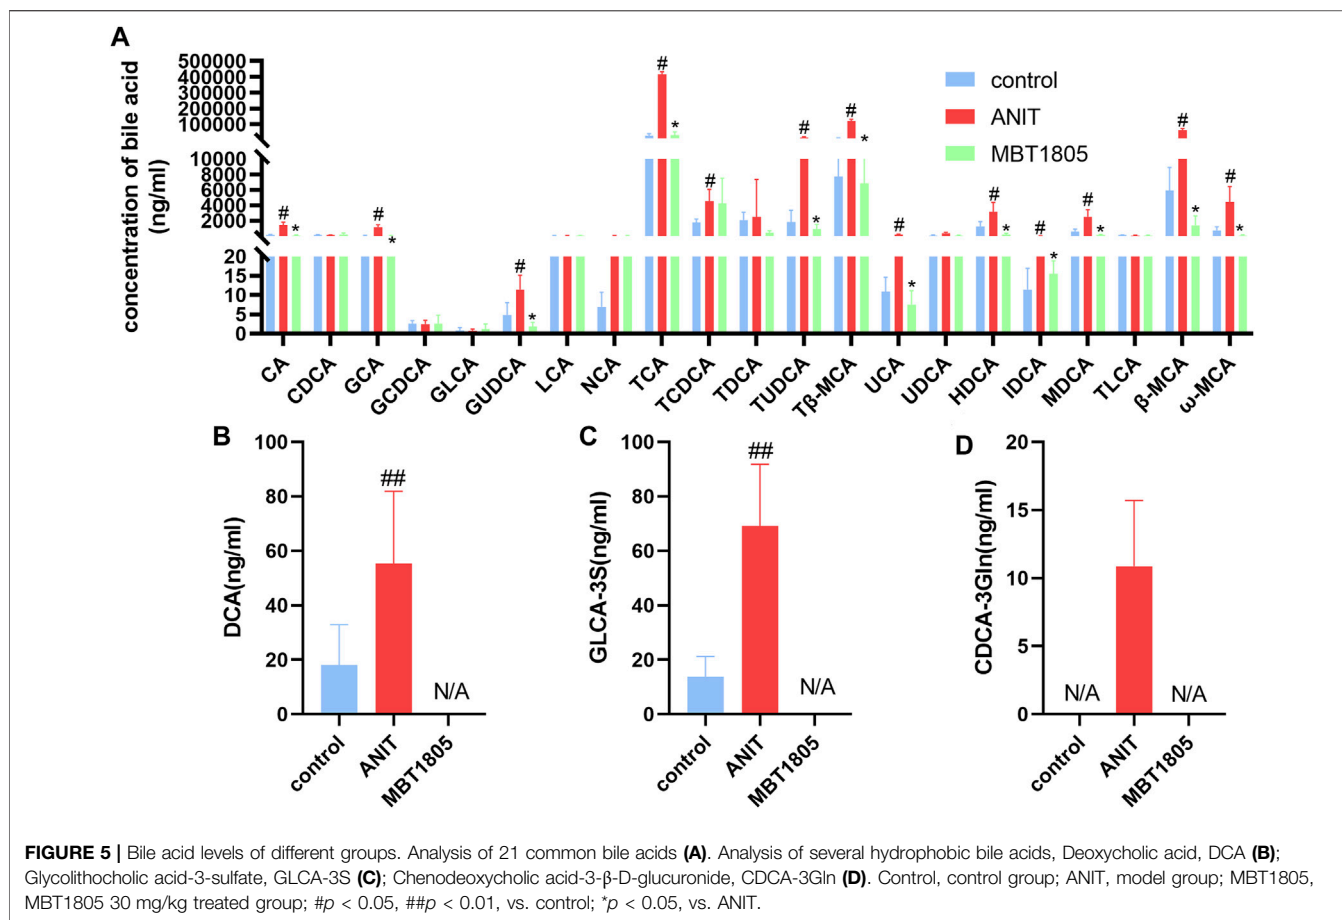 A
concentration of bile acid
(ng/ml)
500000
400000
300000
200000
100000
10000
8000
6000
4000
2000
20
15
10
5
0
control
ANIT
MBT1805
# * # * # # * # # * # * # * # # * # * # * # * # *
CA CDCA GCA GCDCA GLCA GUDCA LCA NCA TCA TCDCA TDCA TUDCA Tβ-MCA UCA UDCA HDCA IDCA MDCA TLCA β-MCA ω-MCA
B
DCA(ng/ml)
100
80
60
40
20
0
##
N/A
control ANIT MBT1805
C
GLCA-3S(ng/ml)
100
80
60
40
20
0
##
N/A
control ANIT MBT1805
D
CDCA-3Gln(ng/ml)
20
15
10
5
0
N/A N/A
control ANIT MBT1805
FIGURE 5 | Bile acid levels of different groups. Analysis of 21 common bile acids (A). Analysis of several hydrophobic bile acids, Deoxycholic acid, DCA (B);
Glycolithocholic acid-3-sulfate, GLCA-3S (C); Chenodeoxycholic acid-3-β-D-glucuronide, CDCA-3Gln (D). Control, control group; ANIT, model group; MBT1805,
MBT1805 30 mg/kg treated group; #p < 0.05, ##p < 0.01, vs. control; *p < 0.05, vs. ANIT.